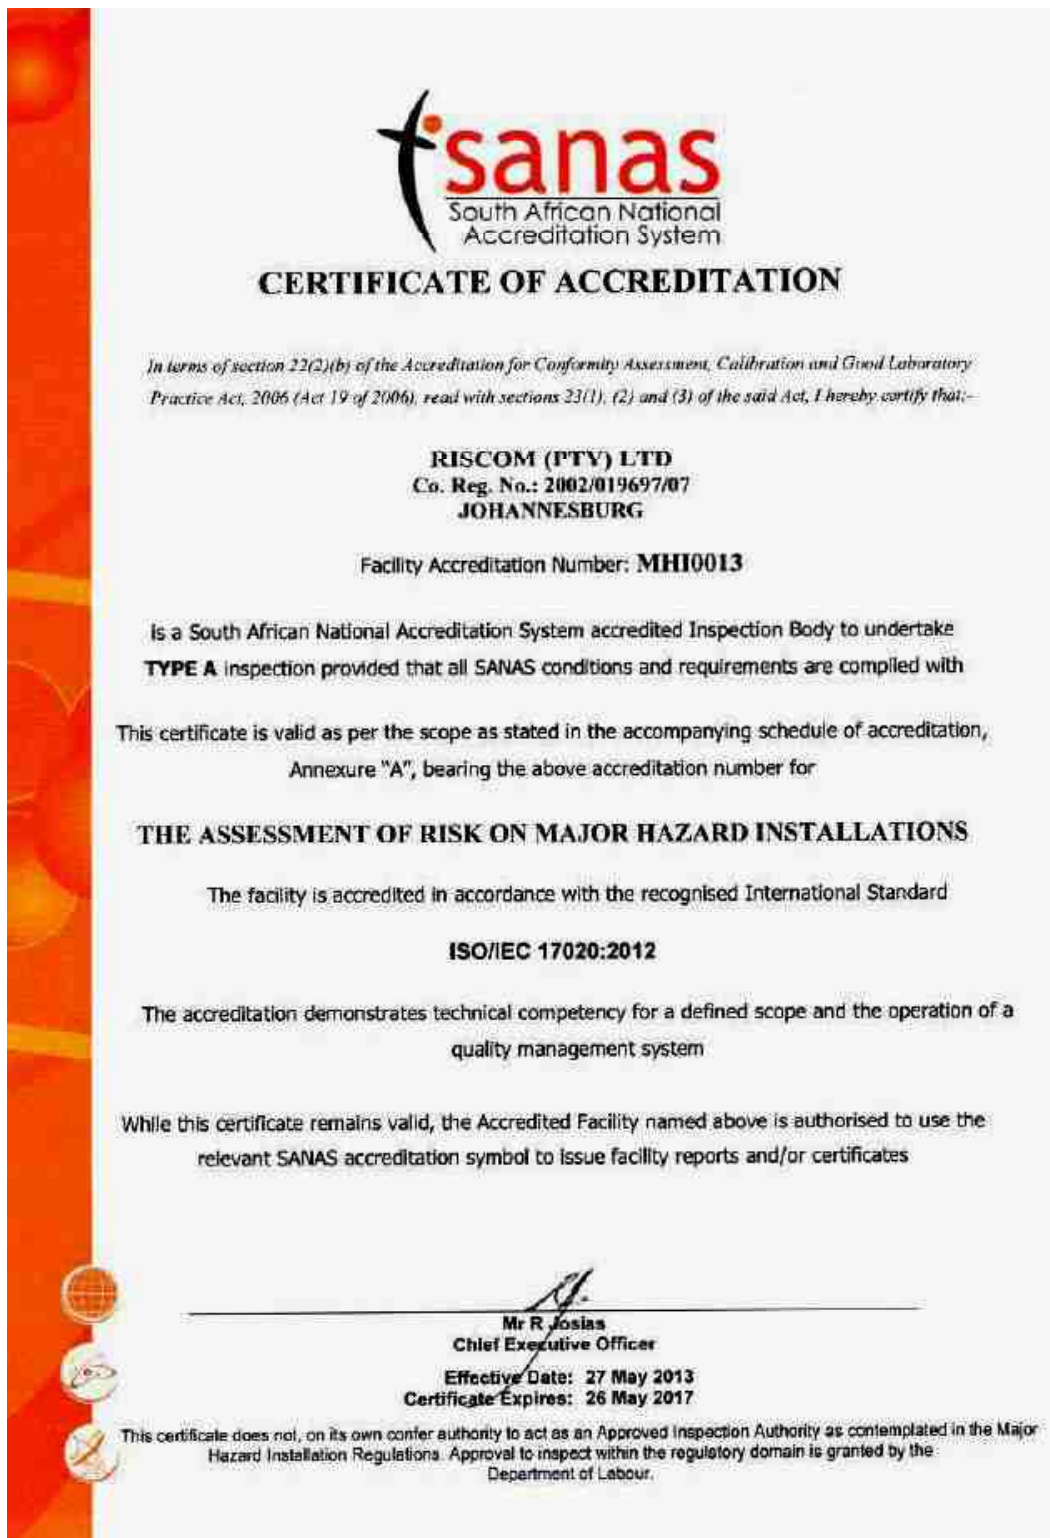 sanas
South African National
Accreditation System
CERTIFICATE OF ACCREDITATION
In terms of section 22(2)(b) of the Accreditation for Conformity Assessment, Calibration and Good Laboratory
Practice Act, 2006 (Act 19 of 2006), read with sections 23(1), (2) and (3) of the said Act, I hereby certify that:-
RISCOM (PTY) LTD
Co. Reg. No.: 2002/019697/07
JOHANNESBURG
Facility Accreditation Number: MHI0013
is a South African National Accreditation System accredited Inspection Body to undertake
TYPE A inspection provided that all SANAS conditions and requirements are complied with
This certificate is valid as per the scope as stated in the accompanying schedule of accreditation,
Annexure "A", bearing the above accreditation number for
THE ASSESSMENT OF RISK ON MAJOR HAZARD INSTALLATIONS
The facility is accredited in accordance with the recognised International Standard
ISO/IEC 17020:2012
The accreditation demonstrates technical competency for a defined scope and the operation of a
quality management system
While this certificate remains valid, the Accredited Facility named above is authorised to use the
relevant SANAS accreditation symbol to issue facility reports and/or certificates
Mr R Josias
Chief Executive Officer
Effective Date: 27 May 2013
Certificate Expires: 26 May 2017
This certificate does not, on its own confer authority to act as an Approved Inspection Authority as contemplated in the Major
Hazard Installation Regulations. Approval to inspect within the regulatory domain is granted by the
Department of Labour.